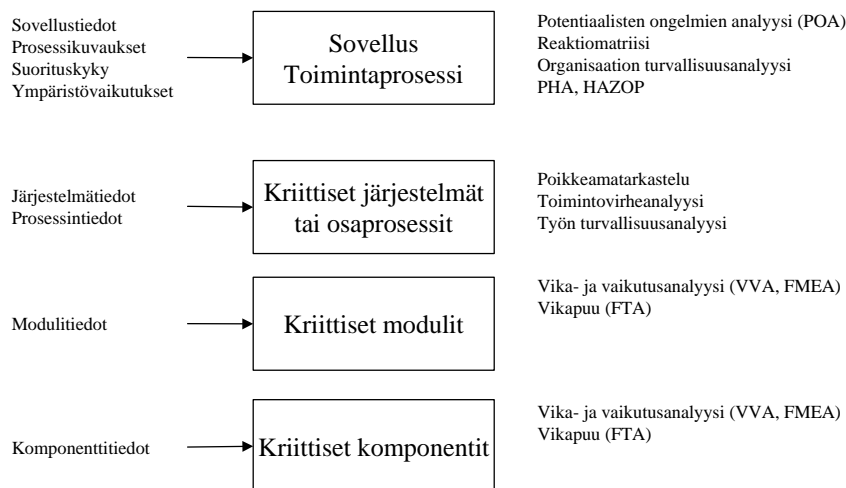 Sovellustiedot
Prosessikuvaukset
Suorituskyky
Ympäristövaikutukset
Sovellus
Toimintaprosessi
Potentiaalisten ongelmien analyysi (POA)
Reaktiomatriisi
Organisaation turvallisuusanalyysi
PHA, HAZOP
Järjestelmätiedot
Prosessintiedot
Kriittiset järjestelmät
tai osaprosessit
Poikkeamatarkastelu
Toimintovirheanalyysi
Työn turvallisuusanalyysi
Modulitiedot
Kriittiset modulit
Vika- ja vaikutusanalyysi (VVA, FMEA)
Vikapuu (FTA)
Komponenttitiedot
Kriittiset komponentit
Vika- ja vaikutusanalyysi (VVA, FMEA)
Vikapuu (FTA)